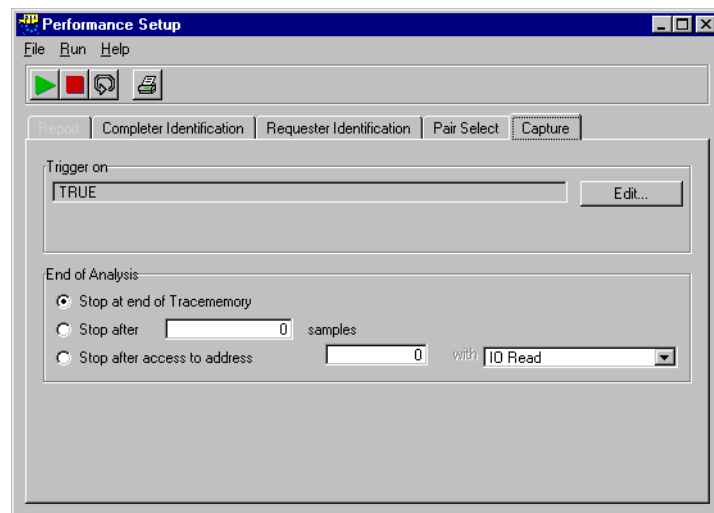 Performance Setup
File Run Help
Report Completer Identification Requester Identification Pair Select Capture
Trigger on
TRUE Edit...
End of Analysis
Stop at end of Tracememory
Stop after 0 samples
Stop after access to address 0 with IO Read